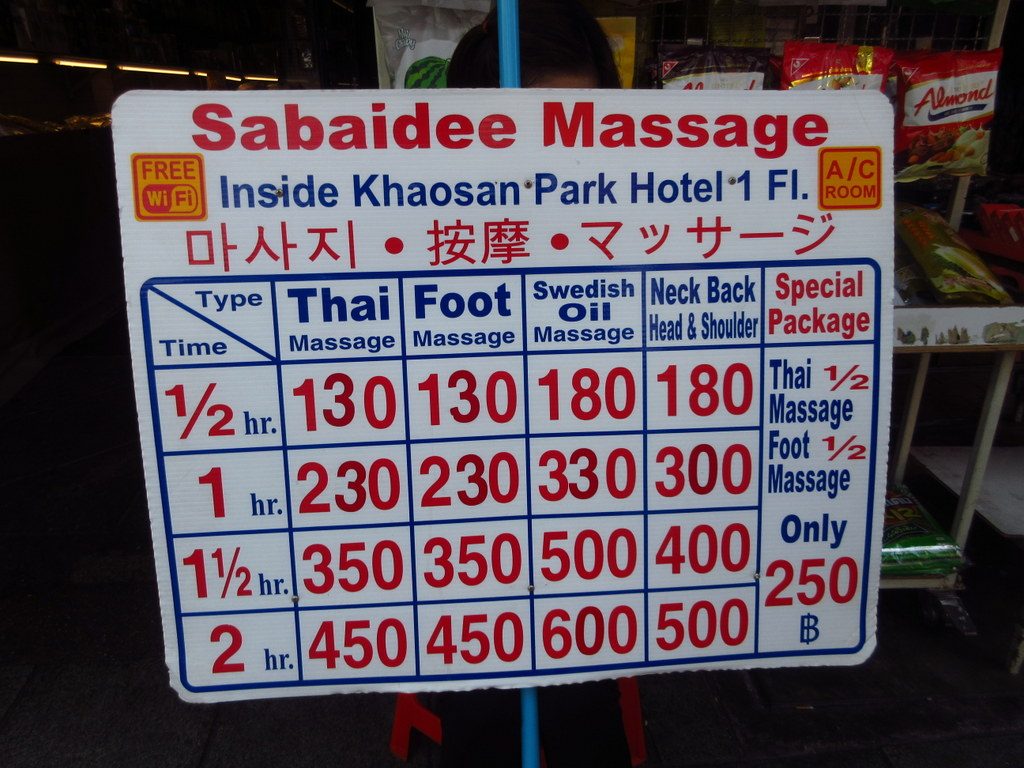 Sabaidee Massage
FREE
WiFi
Inside Khaosan Park Hotel 1 Fl.
A/C
ROOM
마사지 • 按摩 • マッサージ
Type
Time
Thai
Massage
Foot
Massage
Swedish
Oil
Massage
Neck Back
Head & Shoulder
Special
Package
½ hr. 130 130 180 180
1 hr. 230 230 330 300
1½ hr. 350 350 500 400
2 hr. 450 450 600 500
Thai ½
Massage
Foot ½
Massage
Only
250
฿
Almond